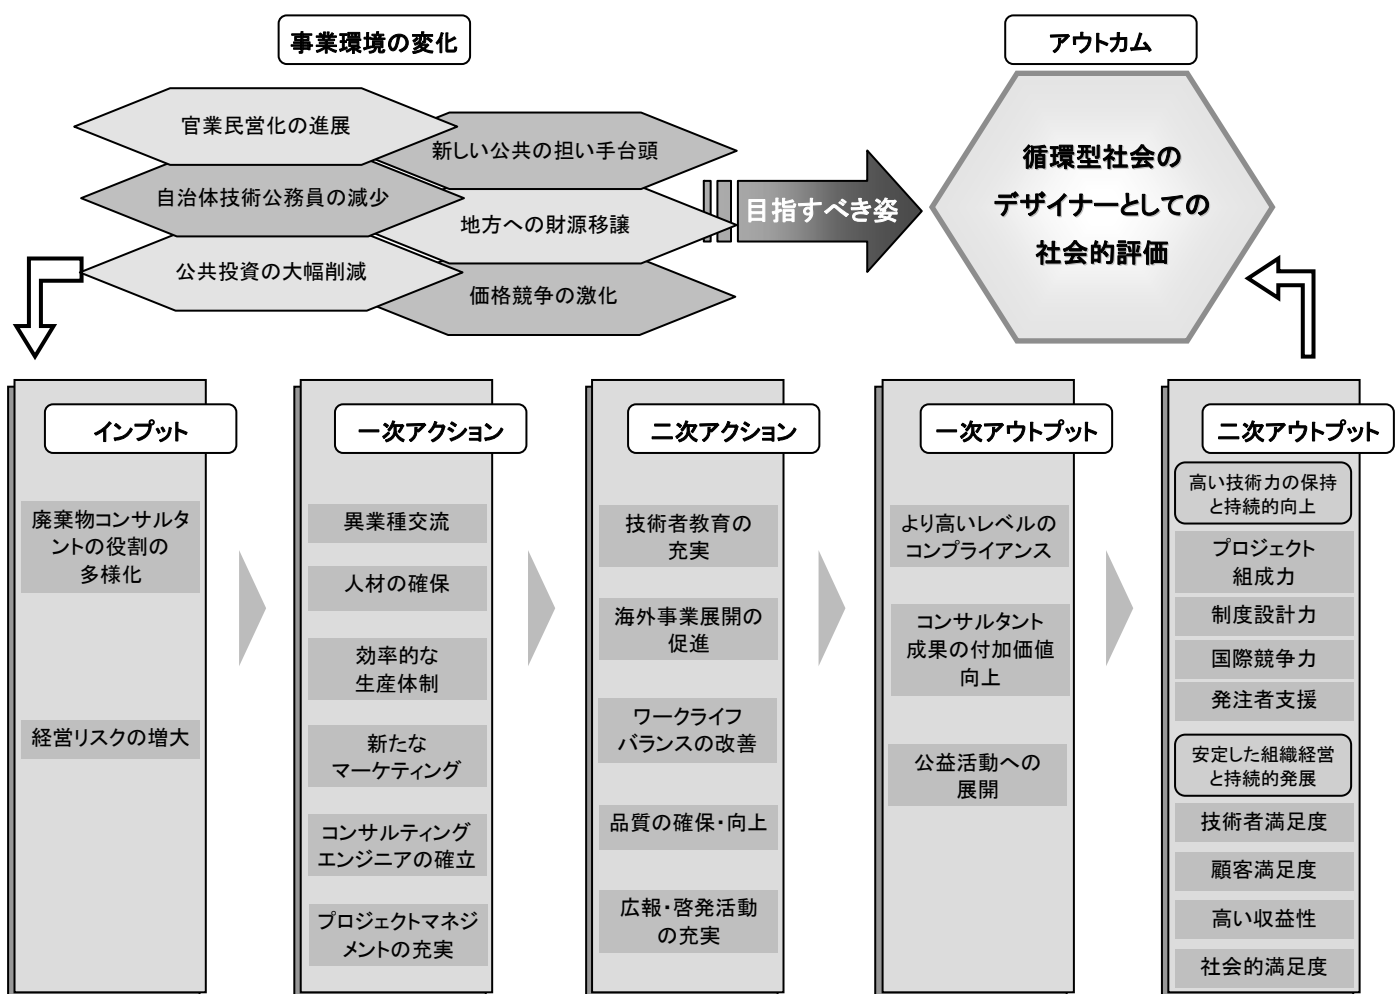 事業環境の変化
アウトカム
官業民営化の進展
新しい公共の担い手台頭
自治体技術公務員の減少
地方への財源移譲
公共投資の大幅削減
価格競争の激化
目指すべき姿
循環型社会の
デザイナーとしての
社会的評価
インプット
廃棄物コンサルタ
ントの役割の
多様化
経営リスクの増大
一次アクション
異業種交流
人材の確保
効率的な
生産体制
新たな
マーケティング
コンサルティング
エンジニアの確立
プロジェクトマネジ
メントの充実
二次アクション
技術者教育の
充実
海外事業展開の
促進
ワークライフ
バランスの改善
品質の確保・向上
広報・啓発活動
の充実
一次アウトプット
より高いレベルの
コンプライアンス
コンサルタント
成果の付加価値
向上
公益活動への
展開
二次アウトプット
高い技術力の保持
と持続的向上
プロジェクト
組成力
制度設計力
国際競争力
発注者支援
安定した組織経営
と持続的発展
技術者満足度
顧客満足度
高い収益性
社会的満足度